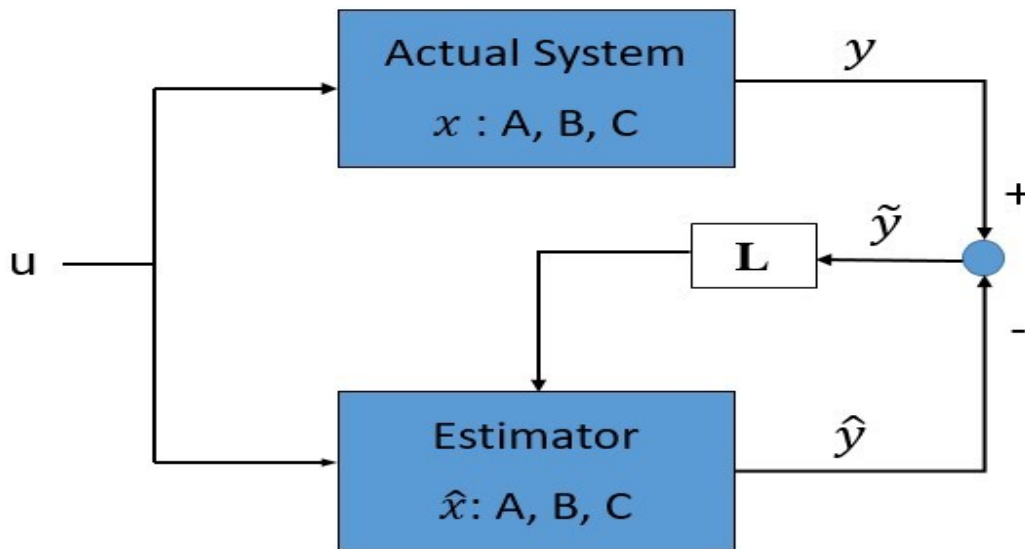 Actual System
x : A, B, C
y
+
u
ỹ
L
−
Estimator
x̂: A, B, C
ŷ